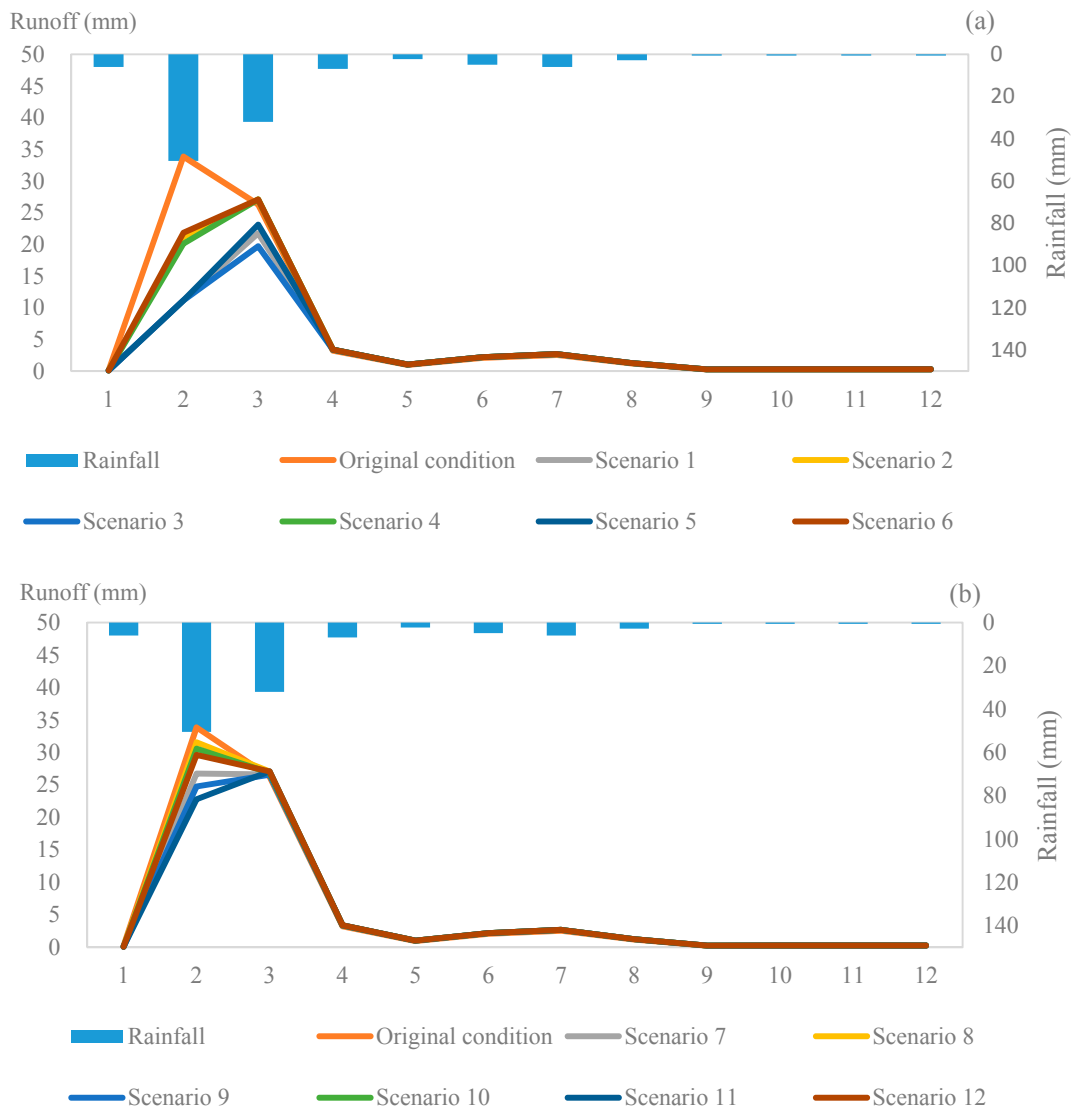 Runoff (mm) (a)
50 0
45
40 20
35 40
30 60
25
20 80
15 100
10 120
5 140
0
Rainfall (mm)
1 2 3 4 5 6 7 8 9 10 11 12
Rainfall Original condition Scenario 1 Scenario 2
Scenario 3 Scenario 4 Scenario 5 Scenario 6
Runoff (mm) (b)
50 0
45
40 20
35 40
30 60
25
20 80
15 100
10 120
5 140
0
Rainfall (mm)
1 2 3 4 5 6 7 8 9 10 11 12
Rainfall Original condition Scenario 7 Scenario 8
Scenario 9 Scenario 10 Scenario 11 Scenario 12